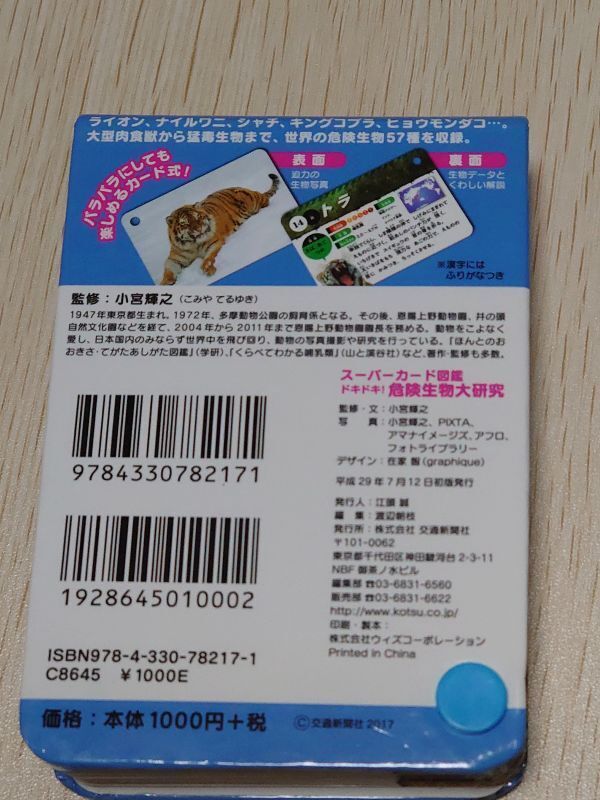 ライオン、ナイルワニ、シャチ、キングコブラ、ヒョウモンダコ…。
大型肉食獣から猛毒生物まで、世界の危険生物57種を収録。
バラバラにしても
楽しめるカード式!
表面
迫力の
生物写真
14
トラ
裏面
生物データと
くわしい解説
※漢字には
ふりがなつき
監修:小宮輝之(こみや てるゆき)
1947年東京都生まれ。1972年、多摩動物公園の飼育係となる。その後、恩賜上野動物園、井の頭
自然文化園などを経て、2004年から2011年まで恩賜上野動物園園長を務める。動物をこよなく
愛し、日本国内のみならず世界中を飛び回り、動物の写真撮影や研究を行っている。「ほんとのお
おきさ・てがたあしがた図鑑」(学研)、「くらべてわかる哺乳類」(山と溪谷社)など、著作・監修も多数。
スーパーカード図鑑
ドキドキ!危険生物大研究
監修・文:小宮輝之
写 真:小宮輝之、PIXTA、
アマナイメージズ、アフロ、
フォトライブラリー
デザイン:在家 智(graphique)
平成29年7月12日初版発行
発行人:江頭 誠
編 集:渡辺朝枝
発行所:株式会社 交通新聞社
〒101-0062
東京都千代田区神田駿河台2-3-11
NBF御茶ノ水ビル
編集部 ☎03-6831-6560
販売部 ☎03-6831-6622
http://www.kotsu.co.jp/
印刷・製本:
株式会社ウィズコーポレーション
Printed in China
9784330782171
1928645010002
ISBN978-4-330-78217-1
C8645 ¥1000E
価格:本体1000円+税
©交通新聞社 2017